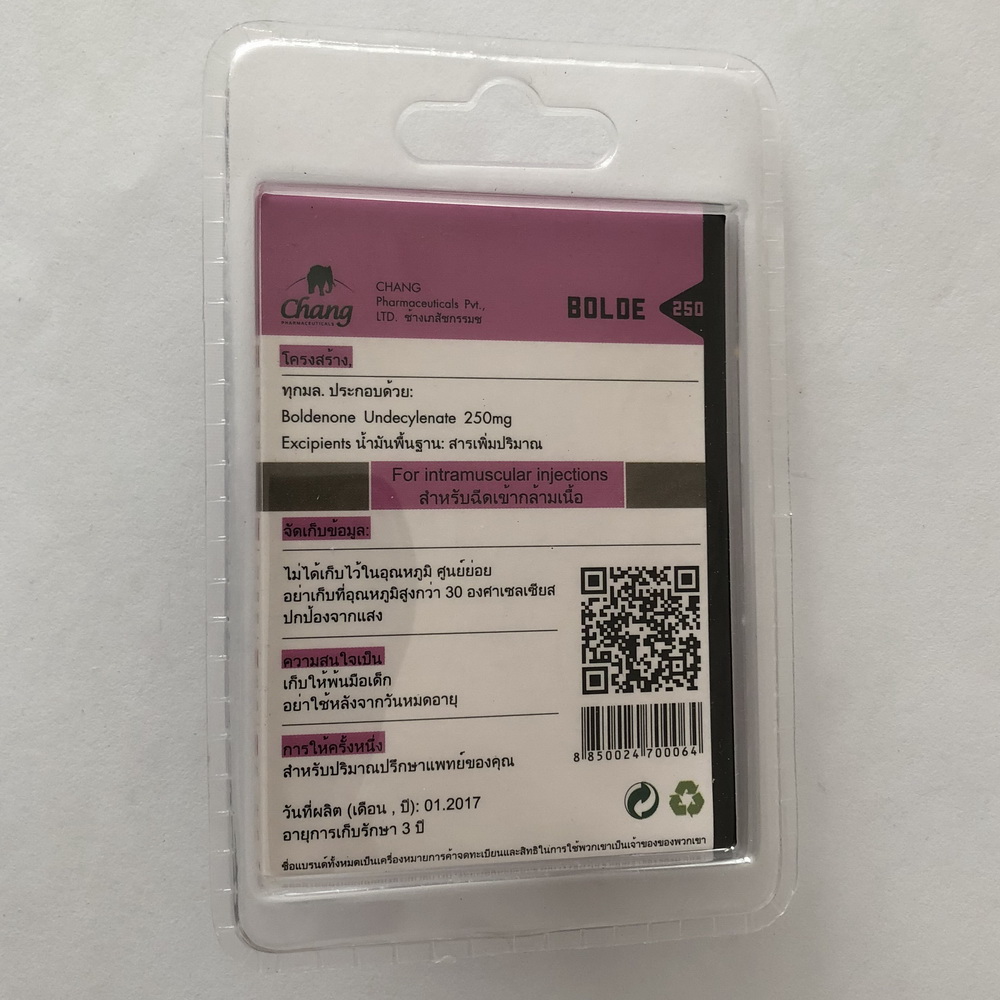 Chang
PHARMACEUTICALS
CHANG
Pharmaceuticals Pvt.,
LTD. ช้างเภสัชกรรมซ
BOLDE 250
โครงสร้าง,
ทุกมล. ประกอบด้วย:
Boldenone Undecylenate 250mg
Excipients น้ำมันพื้นฐาน: สารเพิ่มปริมาณ
For intramuscular injections
สำหรับฉีดเข้ากล้ามเนื้อ
จัดเก็บข้อมูล:
ไม่ได้เก็บไว้ในอุณหภูมิ ศูนย์ย่อย
อย่าเก็บที่อุณหภูมิสูงกว่า 30 องศาเซลเซียส
ปกป้องจากแสง
ความสนใจเป็น
เก็บให้พ้นมือเด็ก
อย่าใช้หลังจากวันหมดอายุ
การให้ครั้งหนึ่ง
สำหรับปริมาณปรึกษาแพทย์ของคุณ
8 850024 700064
วันที่ผลิต (เดือน , ปี): 01.2017
อายุการเก็บรักษา 3 ปี
ชื่อแบรนด์ทั้งหมดเป็นเครื่องหมายการค้าจดทะเบียนและสิทธิในการใช้พวกเขาเป็นเจ้าของของพวกเขา